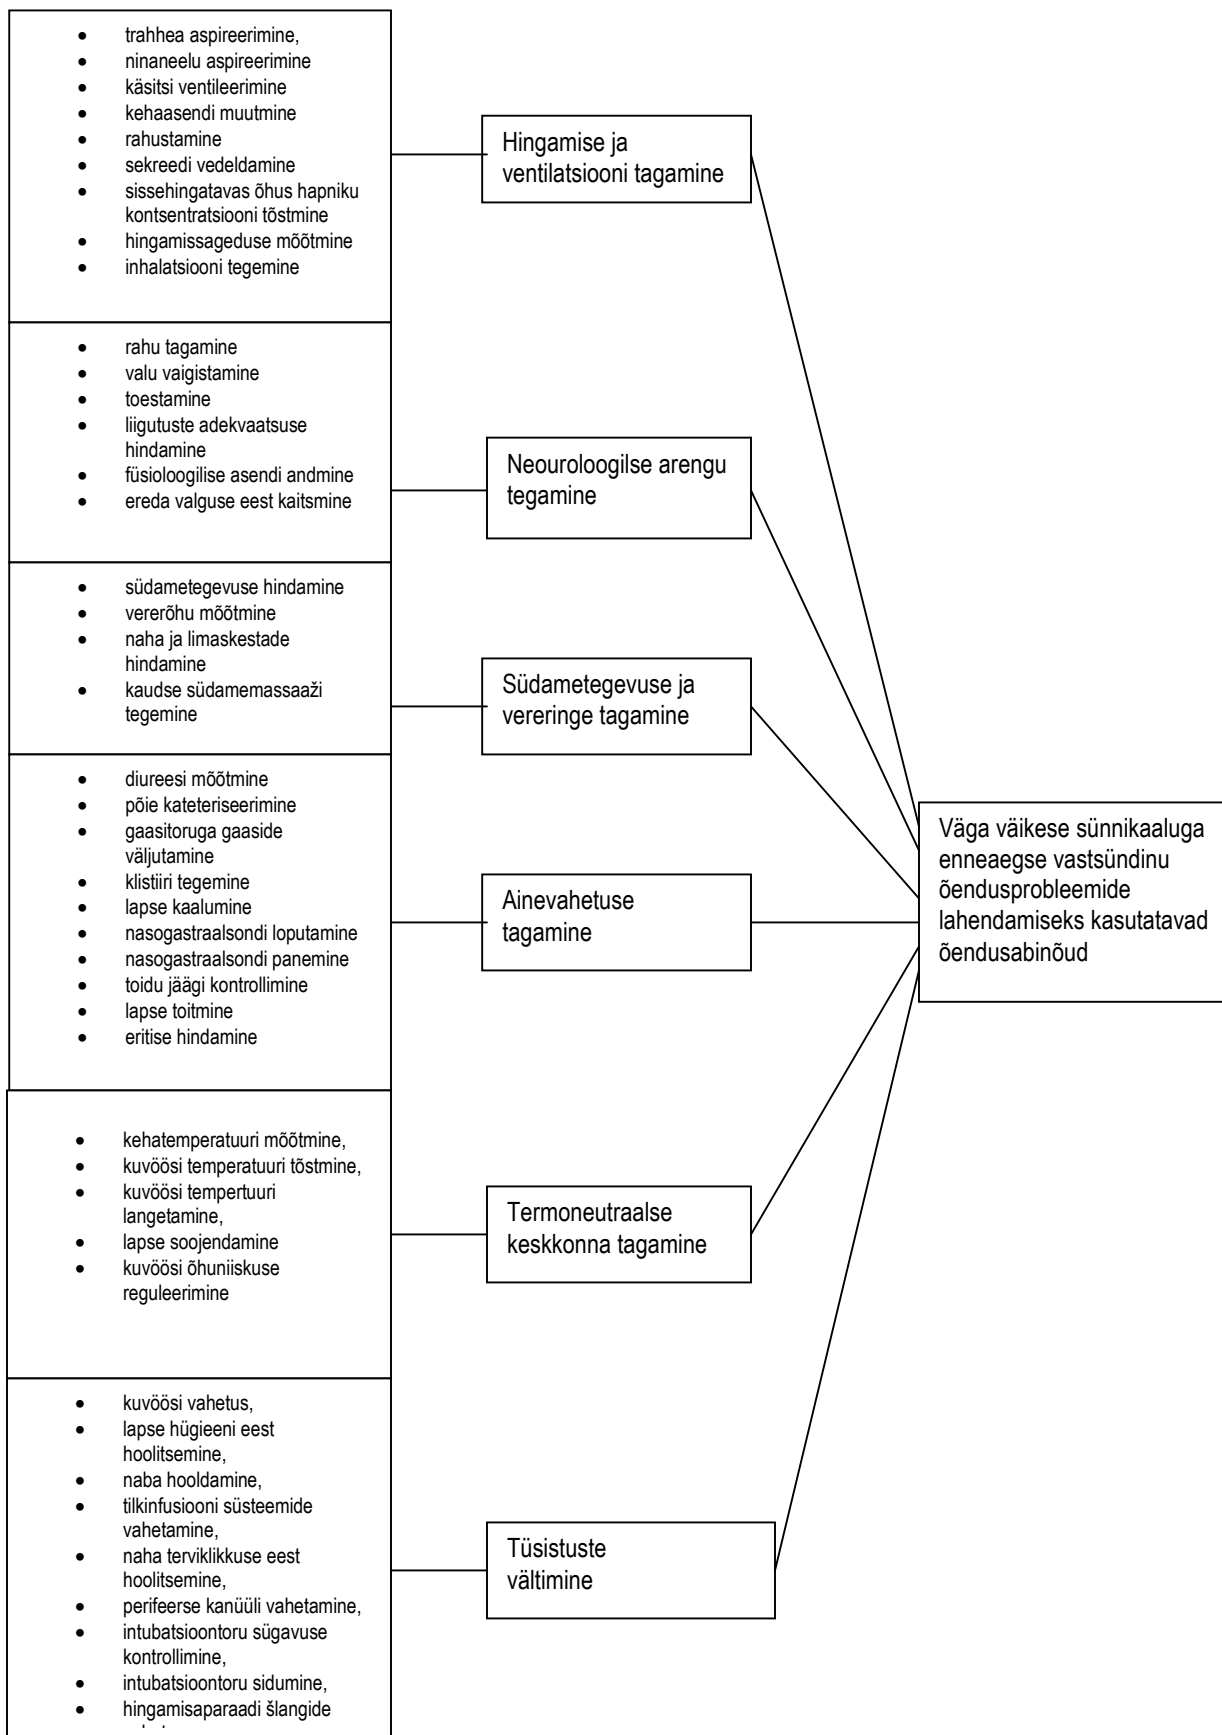 • trahhea aspireerimine,
• ninaneelu aspireerimine
• käsitsi ventileerimine
• kehaasendi muutmine
• rahustamine
• sekreedi vedeldamine
• sissehingatavas õhus hapniku
kontsentratsiooni tõstmine
• hingamissageduse mõõtmine
• inhalatsiooni tegemine
Hingamise ja
ventilatsiooni tagamine
• rahu tagamine
• valu vaigistamine
• toestamine
• liigutuste adekvaatsuse
hindamine
• füsioloogilise asendi andmine
• ereda valguse eest kaitsmine
Neouroloogilse arengu
tegamine
• südametegevuse hindamine
• vererõhu mõõtmine
• naha ja limaskestade
hindamine
• kaudse südamemassaaži
tegemine
Südametegevuse ja
vereringe tagamine
• diureesi mõõtmine
• põie kateteriseerimine
• gaasitoruga gaaside
väljutamine
• klistiiri tegemine
• lapse kaalumine
• nasogastraalsondi loputamine
• nasogastraalsondi panemine
• toidu jäägi kontrollimine
• lapse toitmine
• eritise hindamine
Ainevahetuse
tagamine
• kehatemperatuuri mõõtmine,
• kuvöösi temperatuuri tõstmine,
• kuvöösi tempertuuri
langetamine,
• lapse soojendamine
• kuvöösi õhuniiskuse
reguleerimine
Termoneutraalse
keskkonna tagamine
• kuvöösi vahetus,
• lapse hügieeni eest
hoolitsemine,
• naba hooldamine,
• tilkinfusiooni süsteemide
vahetamine,
• naha terviklikkuse eest
hoolitsemine,
• perifeerse kanüüli vahetamine,
• intubatsioontoru sügavuse
kontrollimine,
• intubatsioontoru sidumine,
• hingamisaparaadi šlangide
Tüsistuste
vältimine
Väga väikese sünnikaaluga
enneaegse vastsündinu
õendusprobleemide
lahendamiseks kasutatavad
õendusabinõud